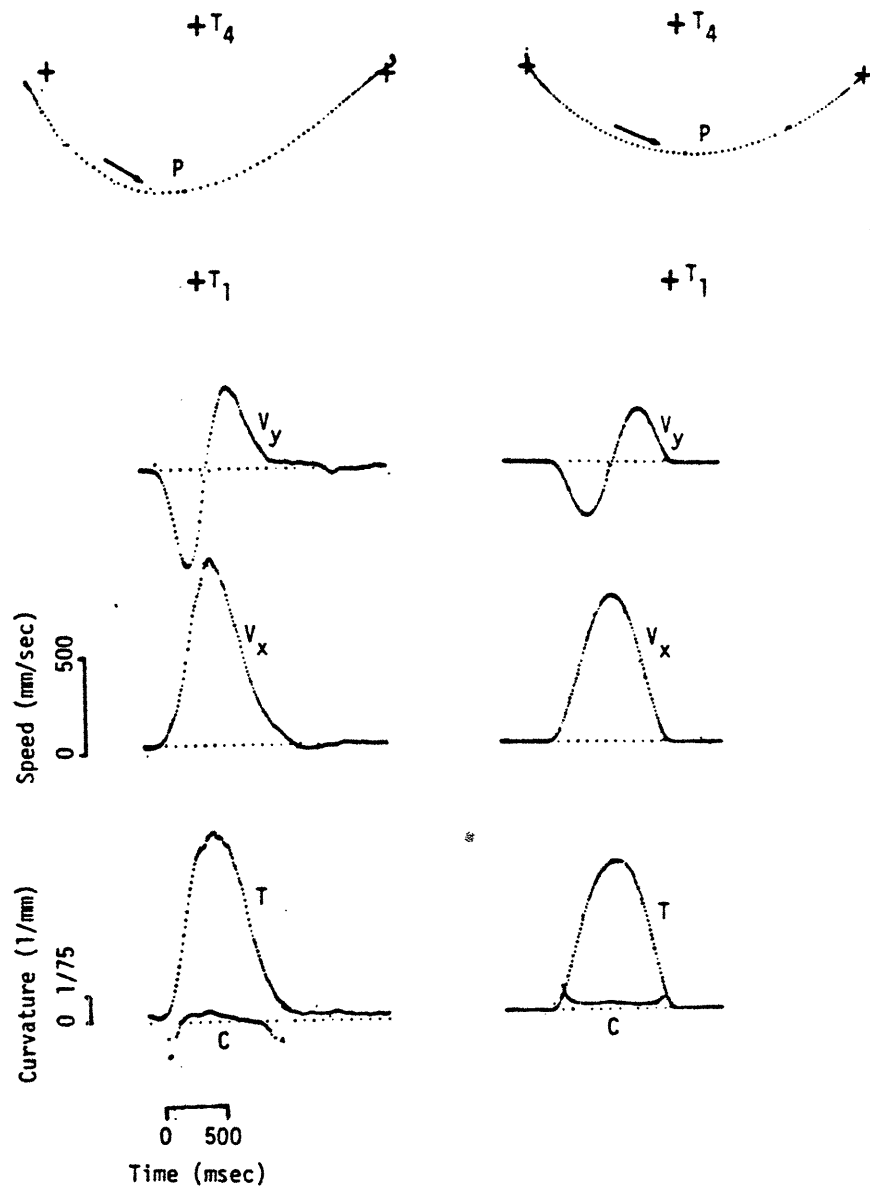 +T4 +T4
P P
+T1 +T1
Vy Vy
Vx Vx
Speed (mm/sec)
0 500
T T
C C
Curvature (1/mm)
0 1/75
0 500
Time (msec)